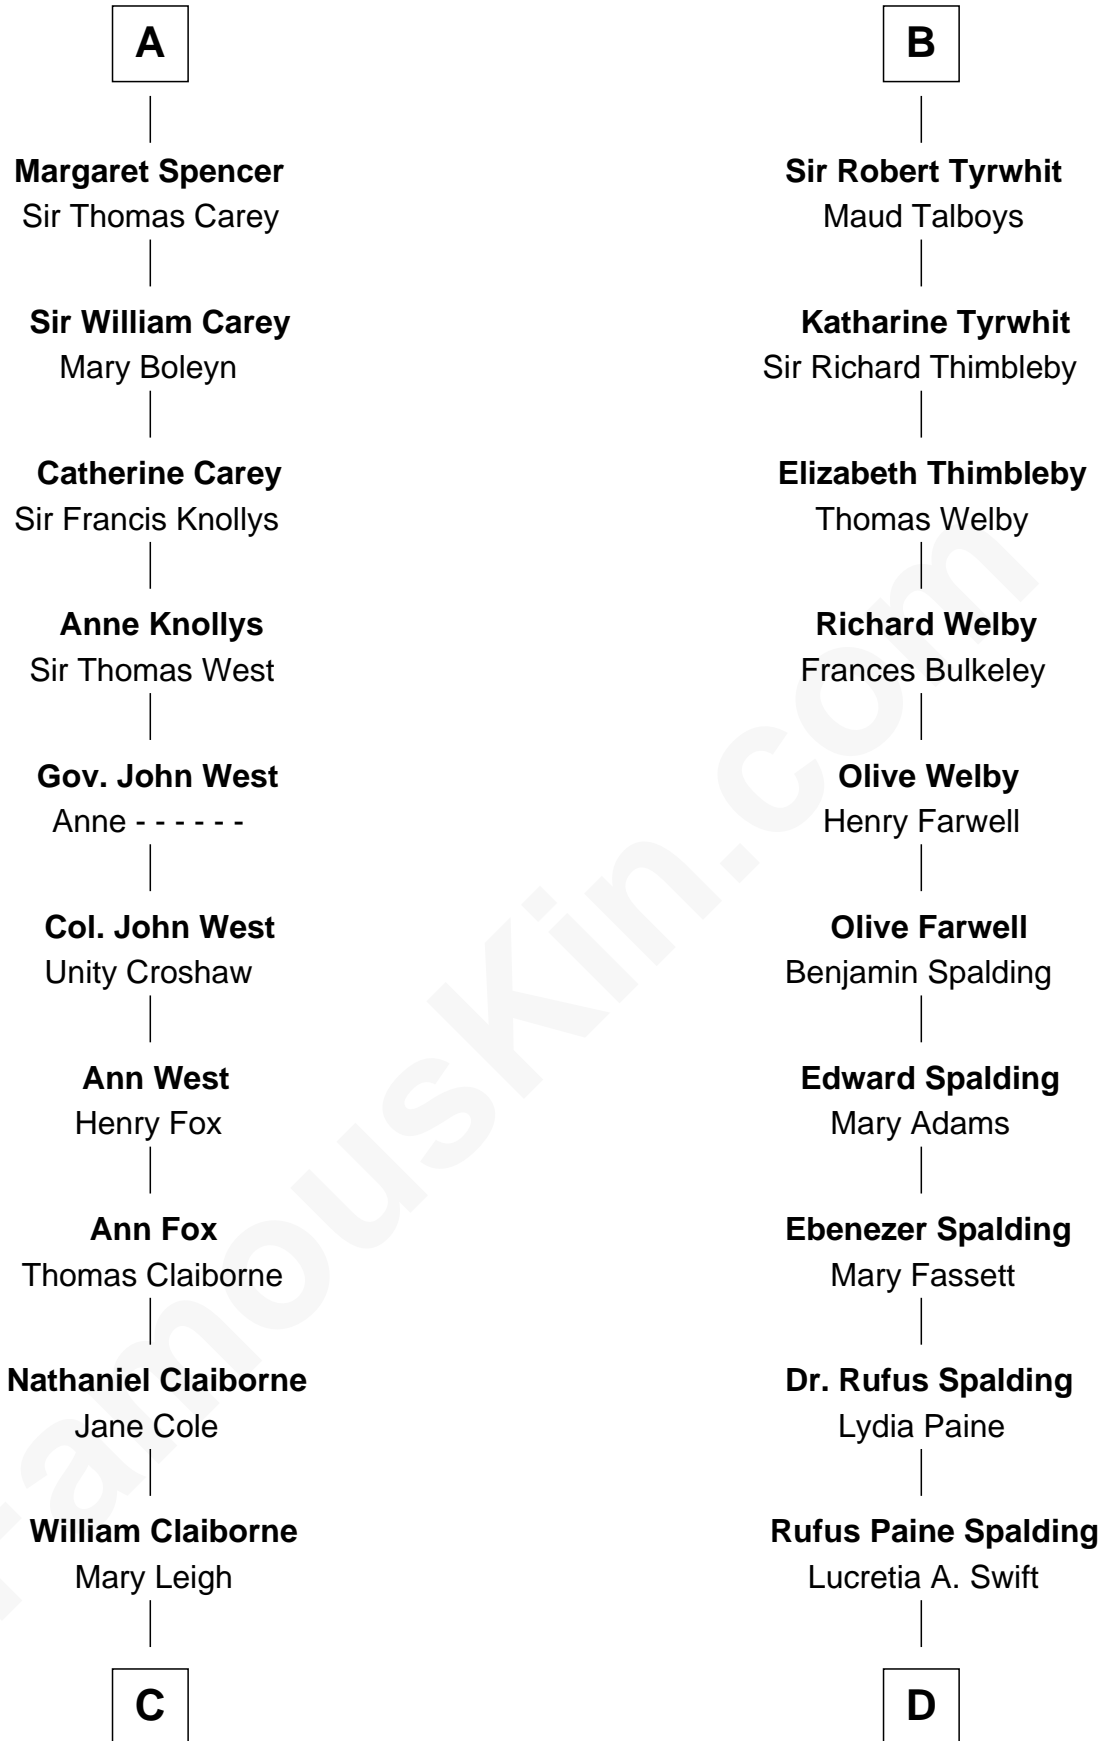 A
Margaret Spencer
Sir Thomas Carey
Sir William Carey
Mary Boleyn
Catherine Carey
Sir Francis Knollys
Anne Knollys
Sir Thomas West
Gov. John West
Anne - - - - - -
Col. John West
Unity Croshaw
Ann West
Henry Fox
Ann Fox
Thomas Claiborne
Nathaniel Claiborne
Jane Cole
William Claiborne
Mary Leigh
C
B
Sir Robert Tyrwhit
Maud Talboys
Katharine Tyrwhit
Sir Richard Thimbleby
Elizabeth Thimbleby
Thomas Welby
Richard Welby
Frances Bulkeley
Olive Welby
Henry Farwell
Olive Farwell
Benjamin Spalding
Edward Spalding
Mary Adams
Ebenezer Spalding
Mary Fassett
Dr. Rufus Spalding
Lydia Paine
Rufus Paine Spalding
Lucretia A. Swift
D
FamousKin.com